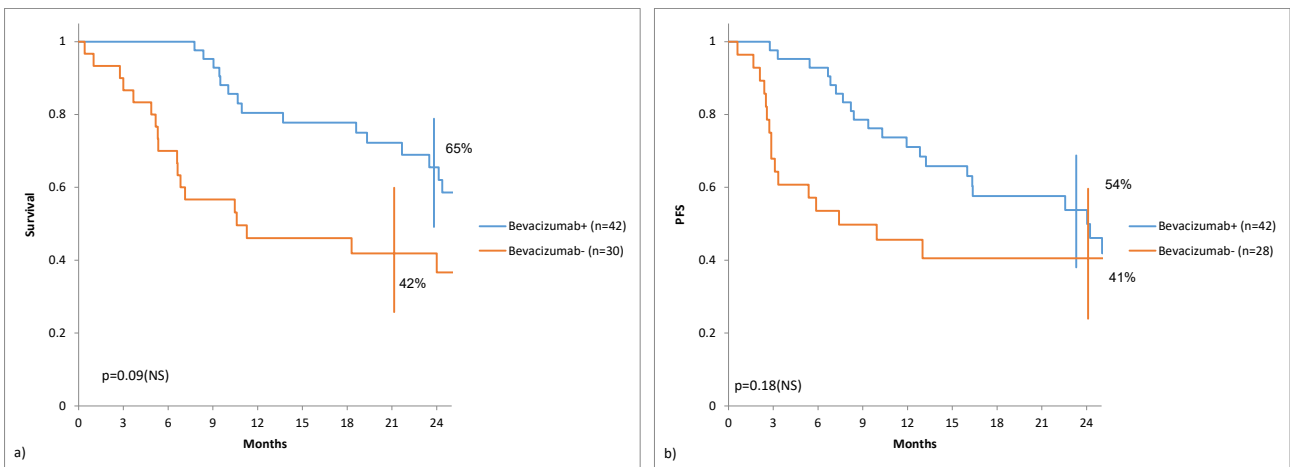 1
0.8
0.6
0.4
0.2
0
Survival
0 3 6 9 12 15 18 21 24
Months
65%
42%
Bevacizumab+ (n=42)
Bevacizumab- (n=30)
p=0.09(NS)
a)
1
0.8
0.6
0.4
0.2
0
PFS
0 3 6 9 12 15 18 21 24
Months
54%
41%
Bevacizumab+ (n=42)
Bevacizumab- (n=28)
p=0.18(NS)
b)